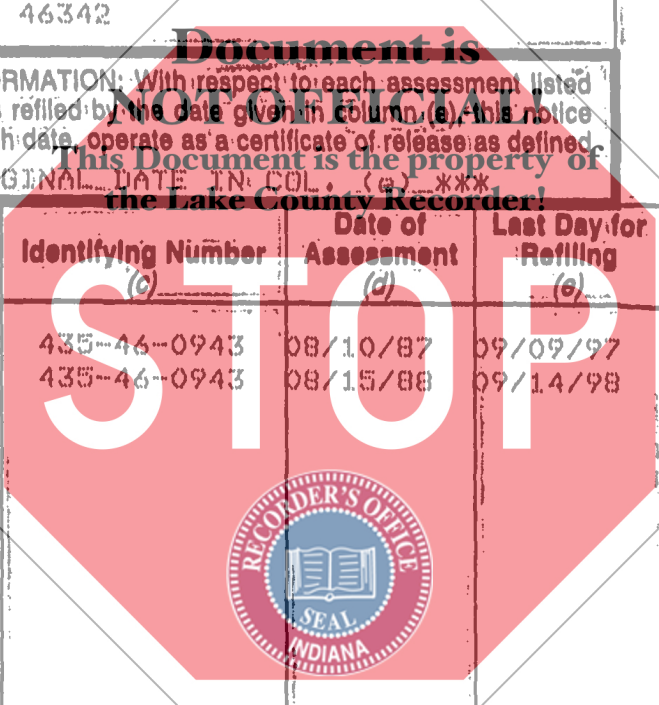 46342
Document is
RMATION: With respect to each assessment listed
refiled by the date given in column (e), this notice
NOT OFFICIAL!
h date, operate as a certificate of release as defined
This Document is the property of
GINAL DATE IN COL. (e) ***
the Lake County Recorder!
Identifying Number
(c)
Date of
Assessment
(d)
Last Day for
Refiling
(e)
435-46-0943 08/10/87 09/09/97
435-46-0943 08/15/88 09/14/98
STOP
RECORDER'S OFFICE
SEAL
INDIANA